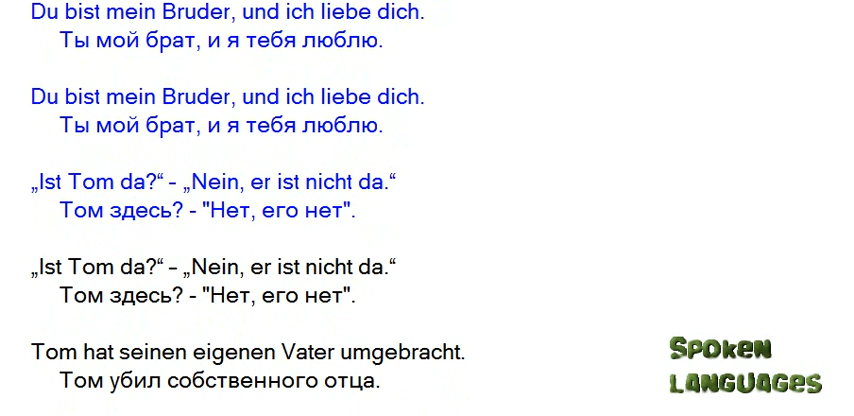 Du bist mein Bruder, und ich liebe dich.
Ты мой брат, и я тебя люблю.
Du bist mein Bruder, und ich liebe dich.
Ты мой брат, и я тебя люблю.
„Ist Tom da?“ – „Nein, er ist nicht da.“
Том здесь? - "Нет, его нет".
„Ist Tom da?“ – „Nein, er ist nicht da.“
Том здесь? - "Нет, его нет".
Tom hat seinen eigenen Vater umgebracht.
Том убил собственного отца.
Spoken
Languages